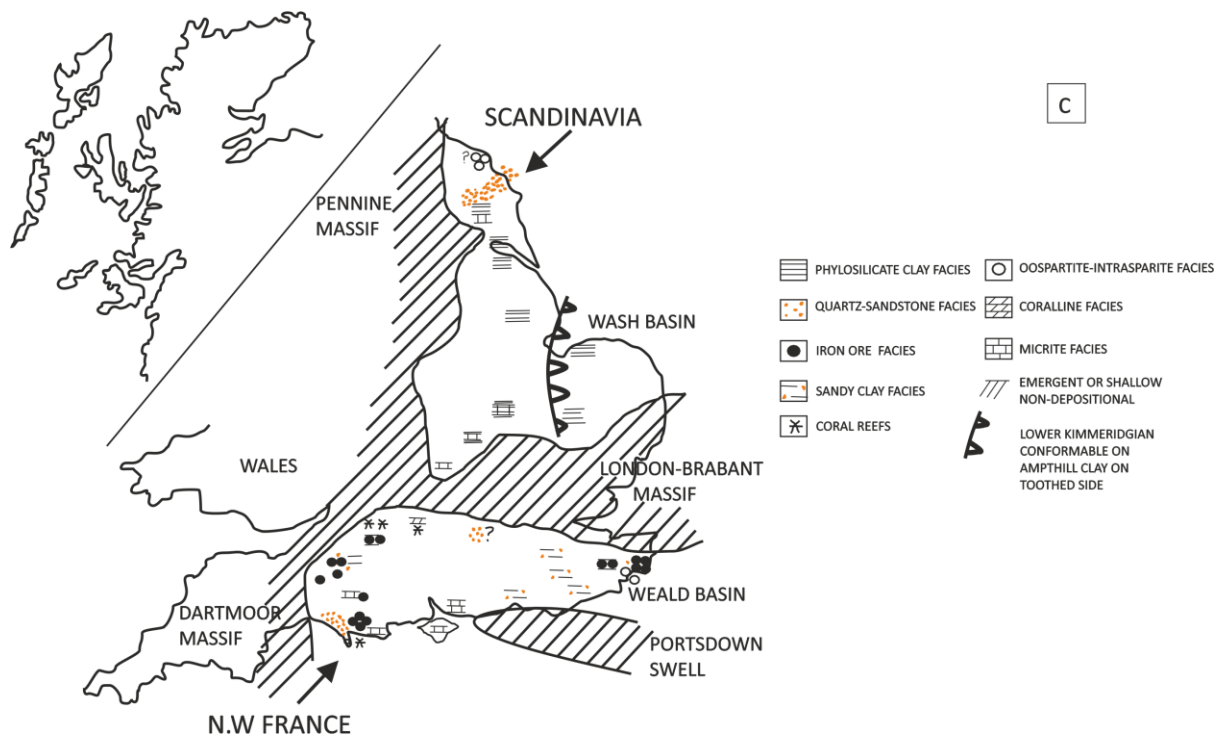 C
SCANDINAVIA
?
PENNINE
MASSIF
WASH BASIN
WALES
LONDON-BRABANT
MASSIF
?
WEALD BASIN
DARTMOOR
MASSIF
PORTSDOWN
SWELL
N.W FRANCE
PHYLOSILICATE CLAY FACIES
QUARTZ-SANDSTONE FACIES
IRON ORE FACIES
SANDY CLAY FACIES
CORAL REEFS
OOSPARTITE-INTRASPARITE FACIES
CORALLINE FACIES
MICRITE FACIES
EMERGENT OR SHALLOW
NON-DEPOSITIONAL
LOWER KIMMERIDGIAN
CONFORMABLE ON
AMPTHILL CLAY ON
TOOTHED SIDE